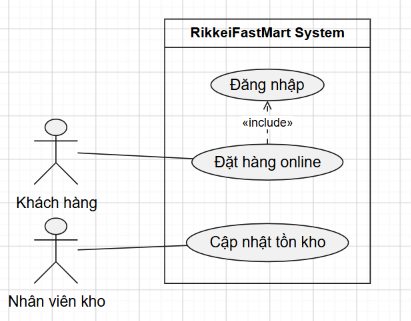 RikkeiFastMart System
Đăng nhập
«include»
Đặt hàng online
Khách hàng
Cập nhật tồn kho
Nhân viên kho